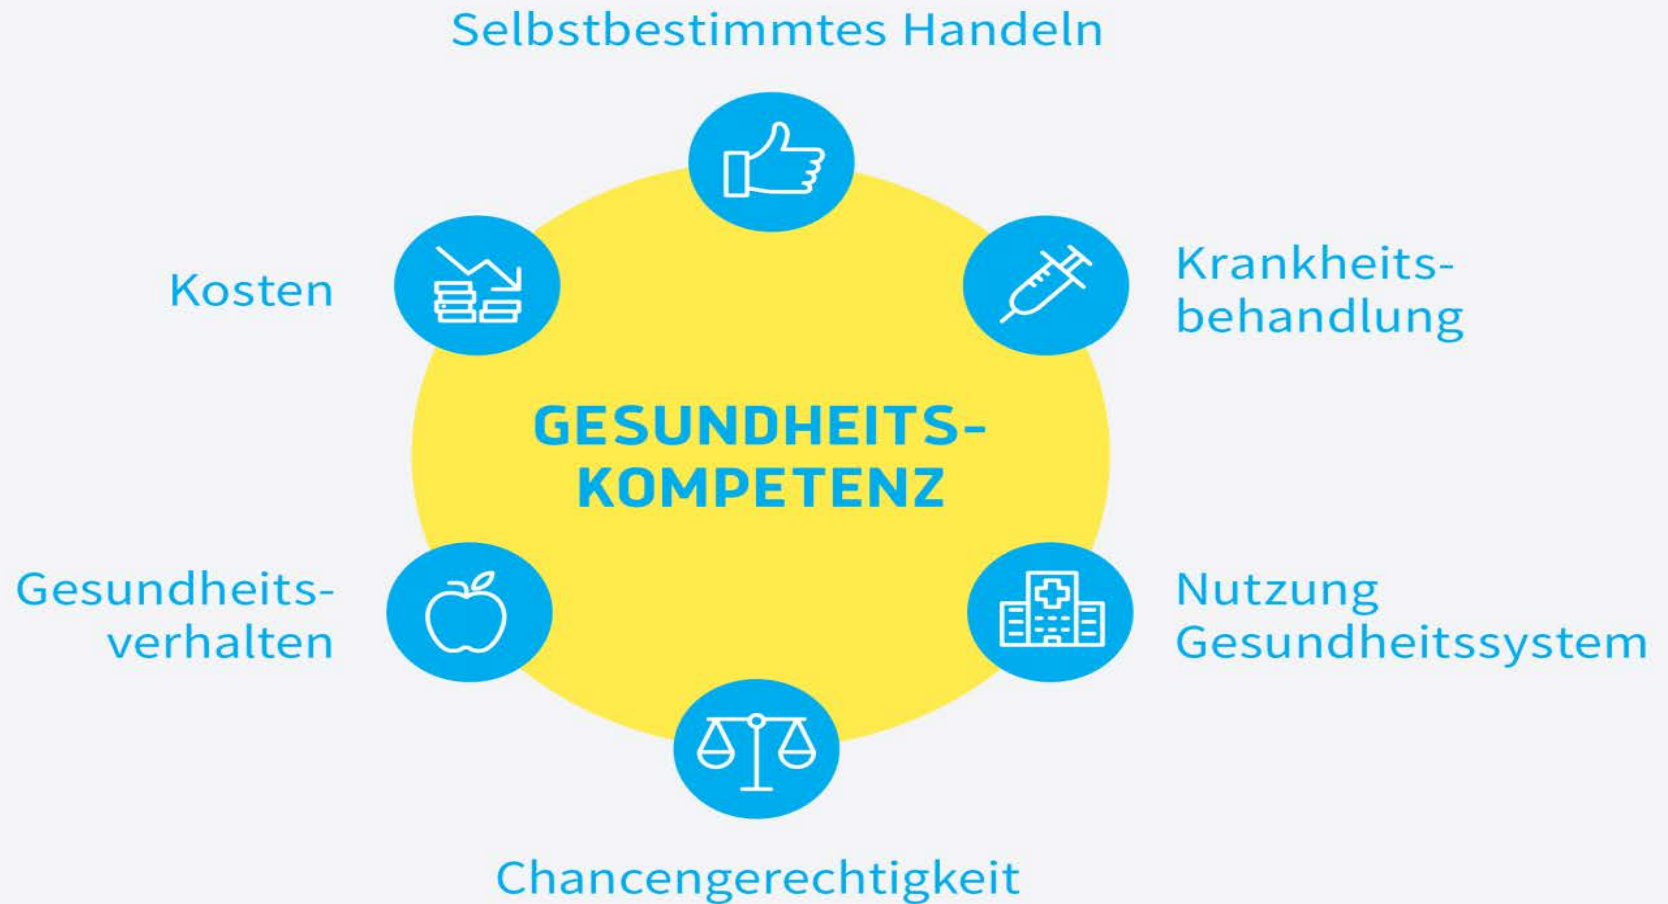 Selbstbestimmtes Handeln
Kosten
Krankheits-
behandlung
GESUNDHEITS-
KOMPETENZ
Gesundheits-
verhalten
Nutzung
Gesundheitssystem
Chancengerechtigkeit